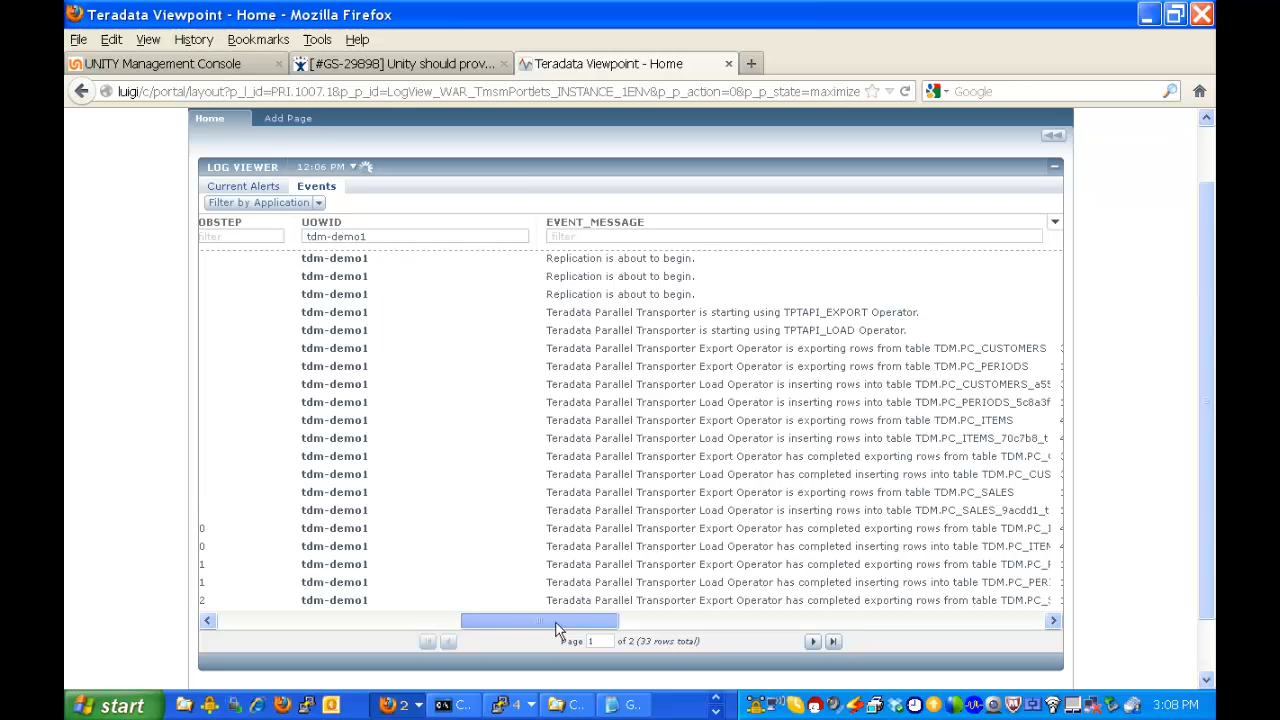 Teradata Viewpoint - Home - Mozilla Firefox
File Edit View History Bookmarks Tools Help
UNITY Management Console × [#GS-29898] Unity should prov... × Teradata Viewpoint - Home × +
luigi/c/portal/layout?p_l_id=PRI.1007.1&p_p_id=LogView_WAR_TmsmPortlets_INSTANCE_1ENv&p_p_action=0&p_p_state=maximize Google
Home Add Page
LOG VIEWER 12:06 PM
Current Alerts Events
Filter by Application
OBSTEP UOWID EVENT_MESSAGE
filter tdm-demo1 filter
tdm-demo1 Replication is about to begin.
tdm-demo1 Replication is about to begin.
tdm-demo1 Replication is about to begin.
tdm-demo1 Teradata Parallel Transporter is starting using TPTAPI_EXPORT Operator.
tdm-demo1 Teradata Parallel Transporter is starting using TPTAPI_LOAD Operator.
tdm-demo1 Teradata Parallel Transporter Export Operator is exporting rows from table TDM.PC_CUSTOMERS
tdm-demo1 Teradata Parallel Transporter Export Operator is exporting rows from table TDM.PC_PERIODS
tdm-demo1 Teradata Parallel Transporter Load Operator is inserting rows into table TDM.PC_CUSTOMERS_a55
tdm-demo1 Teradata Parallel Transporter Load Operator is inserting rows into table TDM.PC_PERIODS_5c8a3f
tdm-demo1 Teradata Parallel Transporter Export Operator is exporting rows from table TDM.PC_ITEMS
tdm-demo1 Teradata Parallel Transporter Load Operator is inserting rows into table TDM.PC_ITEMS_70c7b8_t
tdm-demo1 Teradata Parallel Transporter Export Operator has completed exporting rows from table TDM.PC_
tdm-demo1 Teradata Parallel Transporter Load Operator has completed inserting rows into table TDM.PC_CUS
tdm-demo1 Teradata Parallel Transporter Export Operator is exporting rows from table TDM.PC_SALES
tdm-demo1 Teradata Parallel Transporter Load Operator is inserting rows into table TDM.PC_SALES_9acdd1_t
0 tdm-demo1 Teradata Parallel Transporter Export Operator has completed exporting rows from table TDM.PC_
0 tdm-demo1 Teradata Parallel Transporter Load Operator has completed inserting rows into table TDM.PC_ITEM
1 tdm-demo1 Teradata Parallel Transporter Export Operator has completed exporting rows from table TDM.PC_
1 tdm-demo1 Teradata Parallel Transporter Load Operator has completed inserting rows into table TDM.PC_PER
2 tdm-demo1 Teradata Parallel Transporter Export Operator has completed exporting rows from table TDM.PC_
Page 1 of 2 (33 rows total)
start 2 C... 4 C... G... 3:08 PM